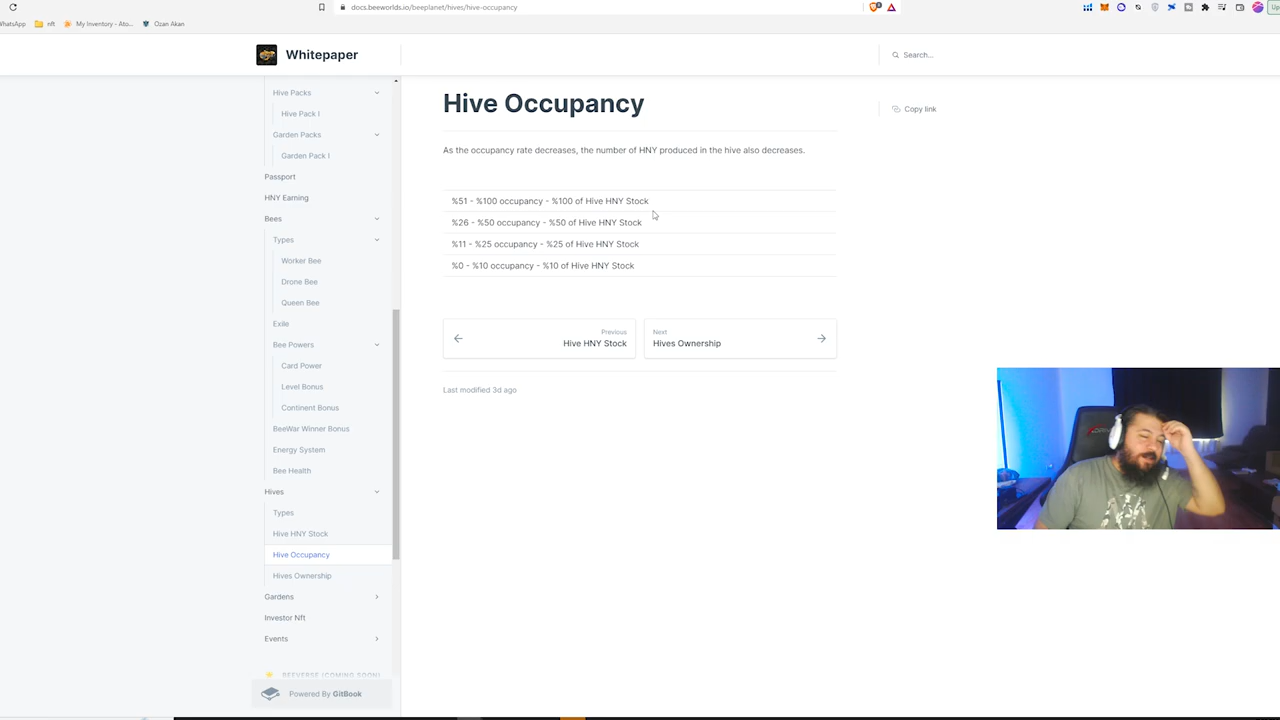 docs.beeworlds.io/beeplanet/hives/hive-occupancy
WhatsApp
nft
My Inventory - Ato...
Ozan Akan
Whitepaper
Search...
Hive Packs
Hive Pack I
Garden Packs
Garden Pack I
Passport
HNY Earning
Bees
Types
Worker Bee
Drone Bee
Queen Bee
Exile
Bee Powers
Card Power
Level Bonus
Continent Bonus
BeeWar Winner Bonus
Energy System
Bee Health
Hives
Types
Hive HNY Stock
Hive Occupancy
Hives Ownership
Gardens
Investor Nft
Events
BEEVERSE (COMING SOON)
Powered By GitBook
Hive Occupancy
Copy link
As the occupancy rate decreases, the number of HNY produced in the hive also decreases.
%51 - %100 occupancy - %100 of Hive HNY Stock
%26 - %50 occupancy - %50 of Hive HNY Stock
%11 - %25 occupancy - %25 of Hive HNY Stock
%0 - %10 occupancy - %10 of Hive HNY Stock
Previous
Hive HNY Stock
Next
Hives Ownership
Last modified 3d ago